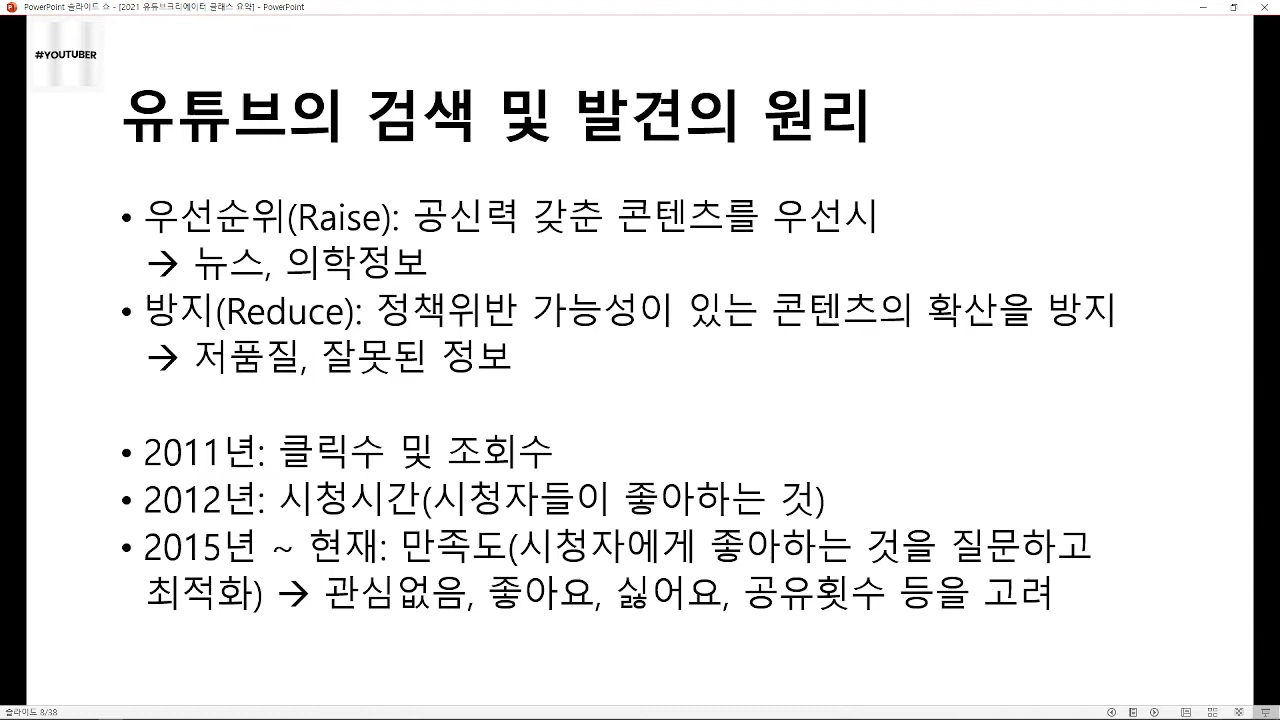 PowerPoint 슬라이드 쇼 - [2021 유튜브크리에이터 클래스 요약] - PowerPoint
#YOUTUBER
유튜브의 검색 및 발견의 원리
• 우선순위(Raise): 공신력 갖춘 콘텐츠를 우선시
→ 뉴스, 의학정보
• 방지(Reduce): 정책위반 가능성이 있는 콘텐츠의 확산을 방지
→ 저품질, 잘못된 정보
• 2011년: 클릭수 및 조회수
• 2012년: 시청시간(시청자들이 좋아하는 것)
• 2015년 ~ 현재: 만족도(시청자에게 좋아하는 것을 질문하고
최적화) → 관심없음, 좋아요, 싫어요, 공유횟수 등을 고려
슬라이드 8/38